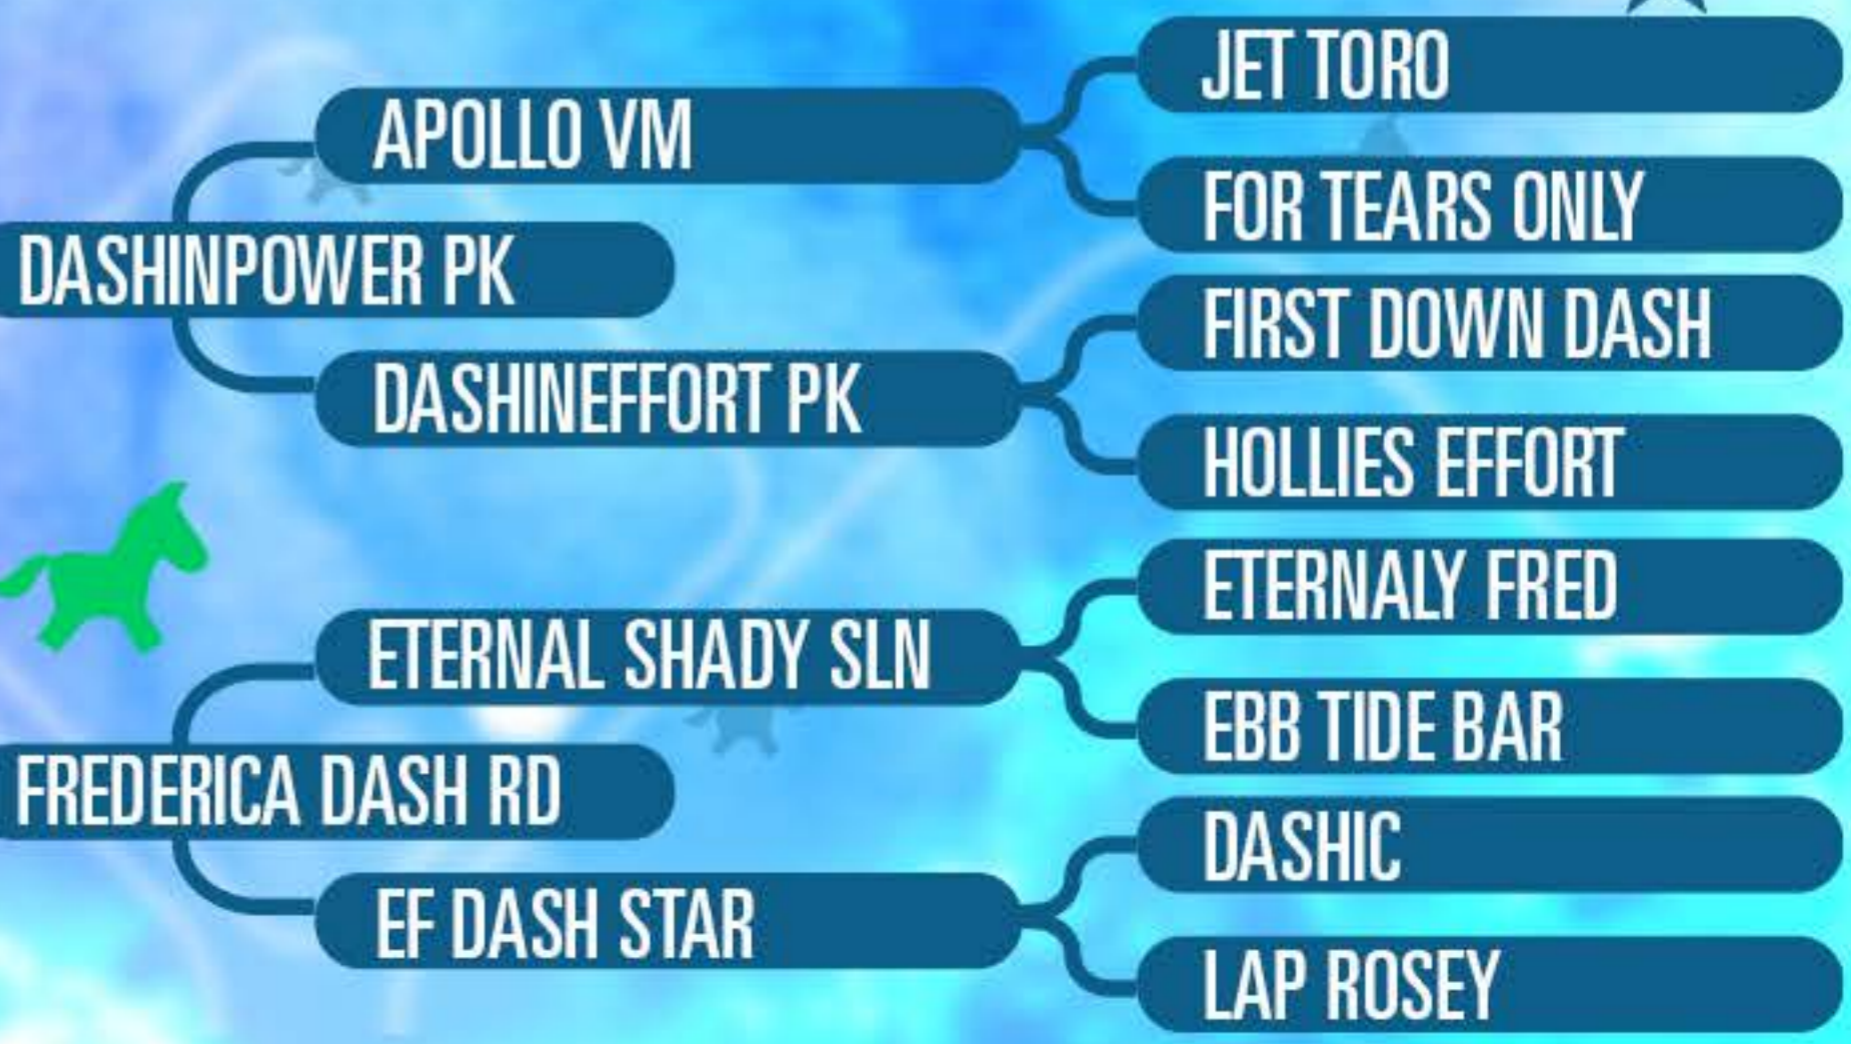 JET TORO
APOLLO VM
FOR TEARS ONLY
DASHINPOWER PK
FIRST DOWN DASH
DASHINEFFORT PK
HOLLIES EFFORT
ETERNALY FRED
ETERNAL SHADY SLN
EBB TIDE BAR
FREDERICA DASH RD
DASHIC
EF DASH STAR
LAP ROSEY